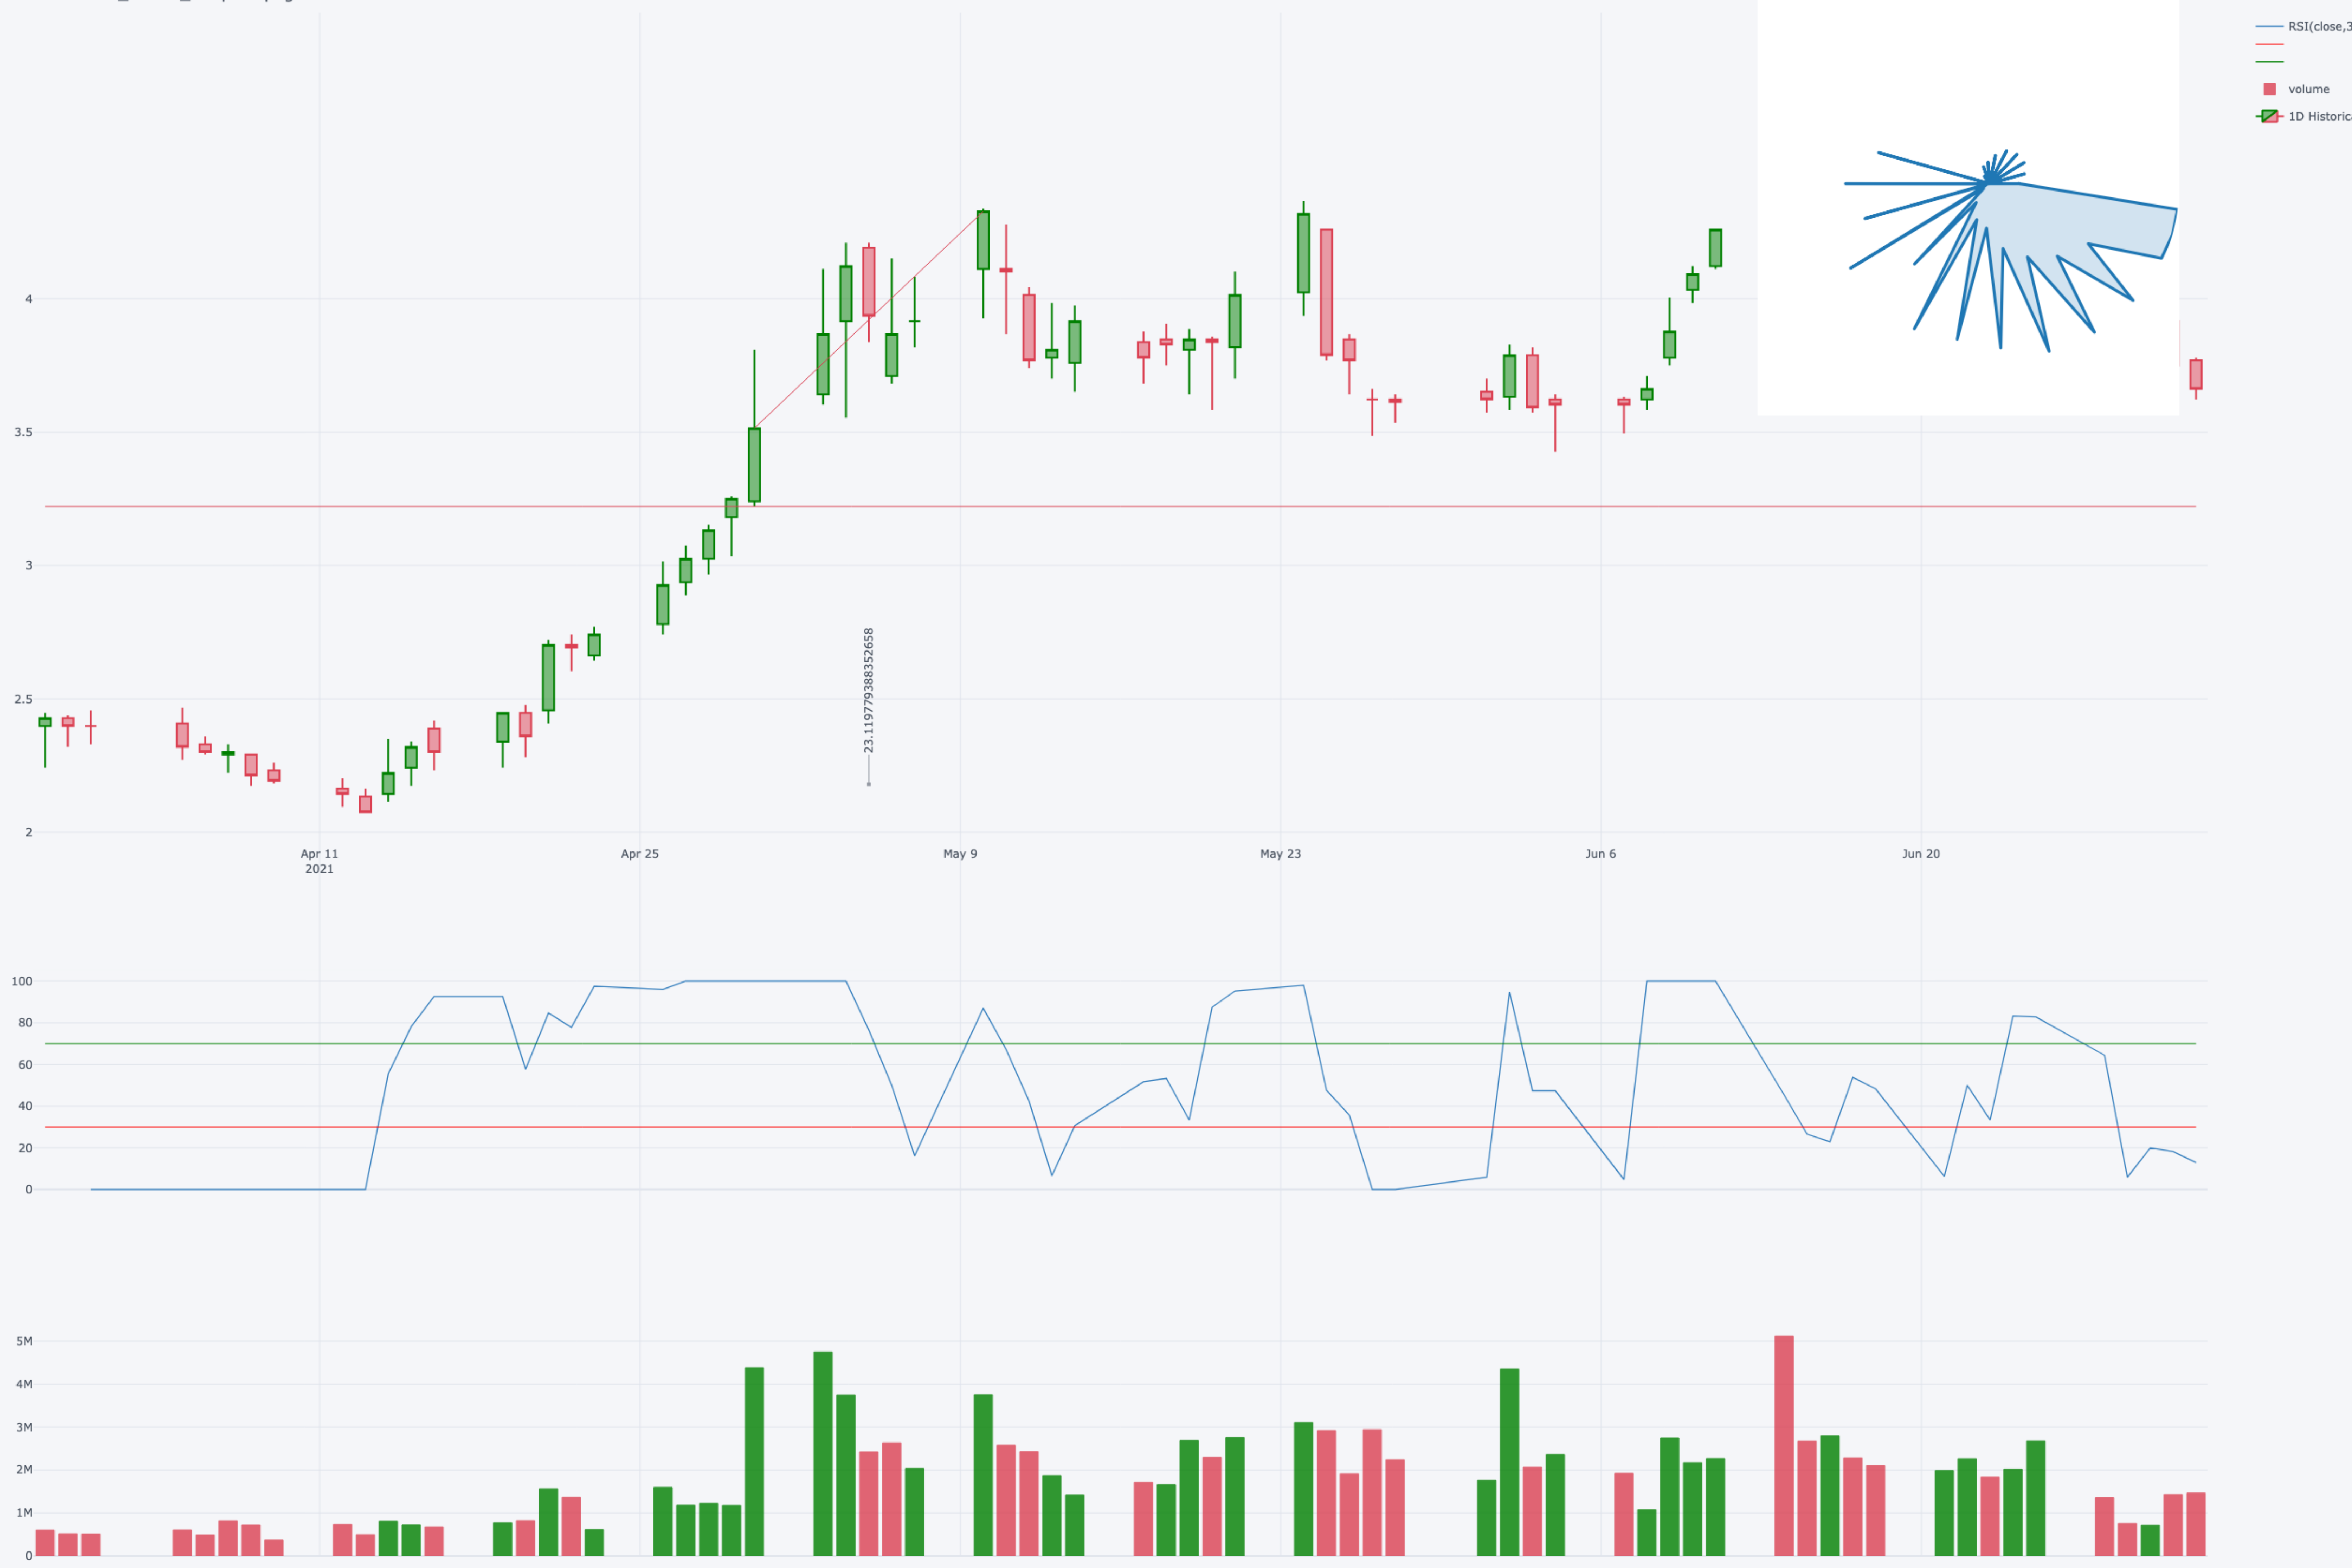 RSI(close,3
volume
1D Historic
4
3.5
3
2.5
2
23.11977938835 2658
Apr 11
2021
Apr 25
May 9
May 23
Jun 6
Jun 20
100
80
60
40
20
0
5M
4M
3M
2M
1M
0